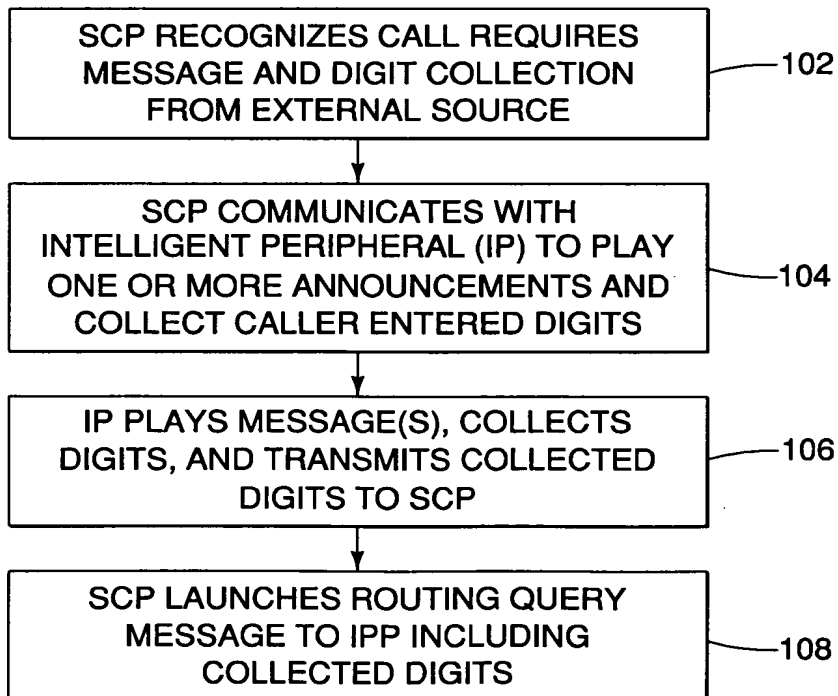 SCP RECOGNIZES CALL REQUIRES
MESSAGE AND DIGIT COLLECTION
FROM EXTERNAL SOURCE
102
SCP COMMUNICATES WITH
INTELLIGENT PERIPHERAL (IP) TO PLAY
ONE OR MORE ANNOUNCEMENTS AND
COLLECT CALLER ENTERED DIGITS
104
IP PLAYS MESSAGE(S), COLLECTS
DIGITS, AND TRANSMITS COLLECTED
DIGITS TO SCP
106
SCP LAUNCHES ROUTING QUERY
MESSAGE TO IPP INCLUDING
COLLECTED DIGITS
108